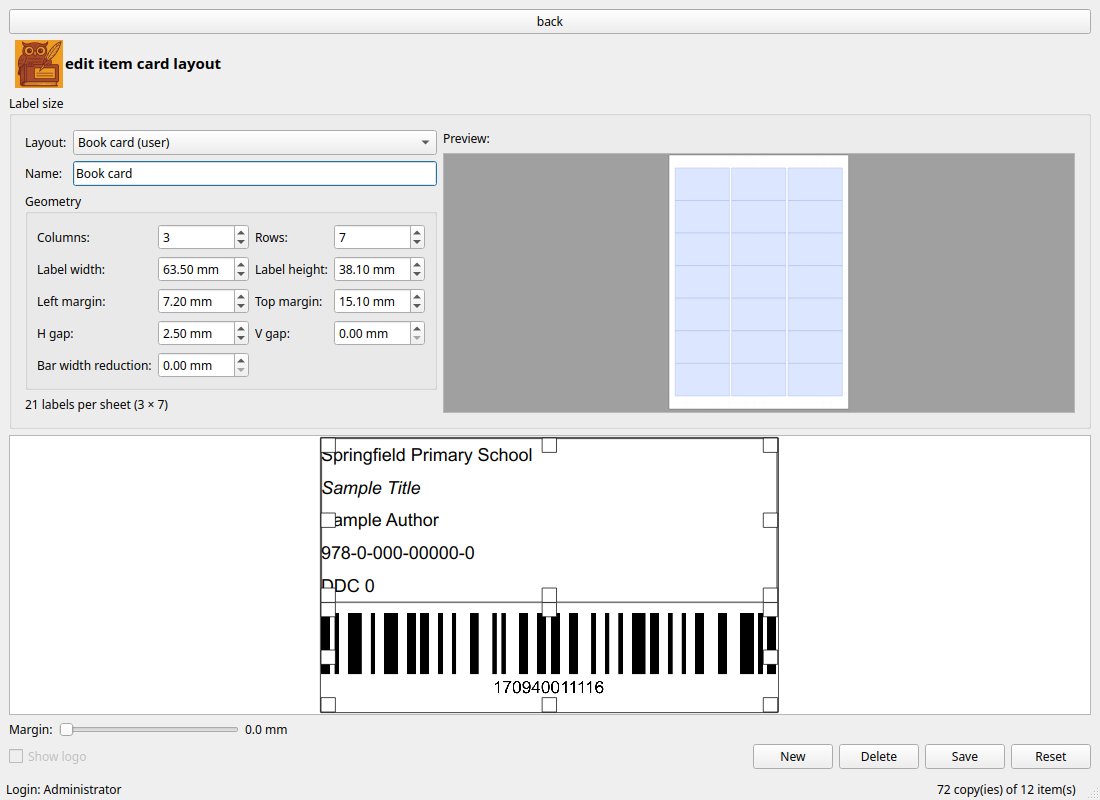 back
edit item card layout
Label size
Layout: Book card (user)
Name: Book card
Geometry
Columns: 3 Rows: 7
Label width: 63.50 mm Label height: 38.10 mm
Left margin: 7.20 mm Top margin: 15.10 mm
H gap: 2.50 mm V gap: 0.00 mm
Bar width reduction: 0.00 mm
21 labels per sheet (3 × 7)
Preview:
Springfield Primary School
Sample Title
Sample Author
978-0-000-00000-0
DDC 0
170940011116
Margin: 0.0 mm
Show logo
New Delete Save Reset
Login: Administrator 72 copy(ies) of 12 item(s)